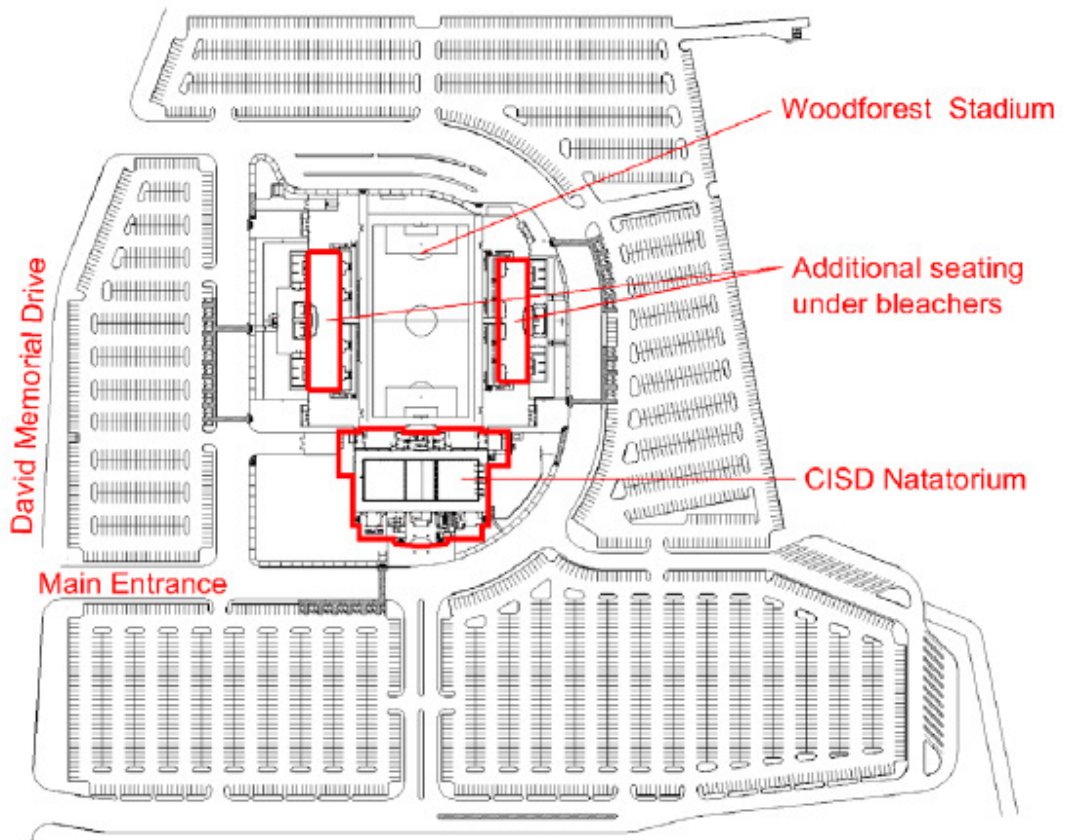 Woodforest Stadium
Additional seating
under bleachers
David Memorial Drive
CISD Natatorium
Main Entrance